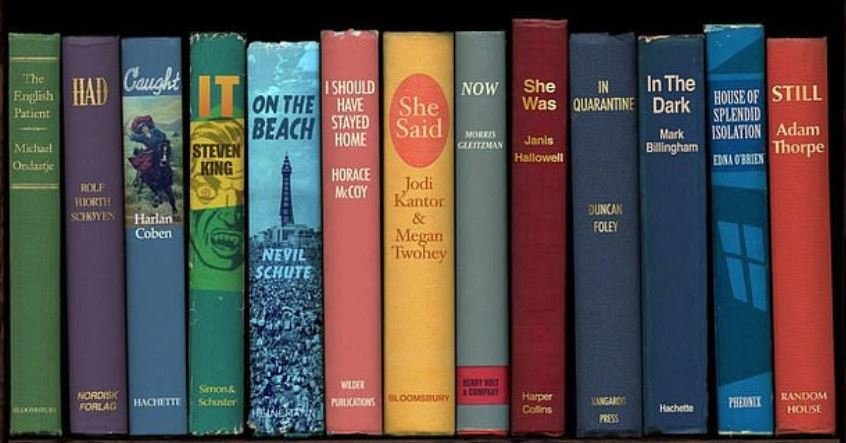 The
English
Patient
Michael
Ondaatje
BLOOMSBURY
HAD
ROLF
HIORTH
SCHØYEN
NORDISK
FORLAG
Caught
Harlan
Coben
HACHETTE
IT
STEVEN
KING
Simon &
Schuster
ON THE
BEACH
NEVIL
SCHUTE
HEINEMANN
I SHOULD
HAVE
STAYED
HOME
HORACE
McCOY
WILDER
PUBLICATIONS
She
Said
Jodi
Kantor
&
Megan
Twohey
BLOOMSBURY
NOW
MORRIS
GLEITZMAN
HENRY HOLT
& COMPANY
She
Was
Janis
Hallowell
Harper
Collins
IN
QUARANTINE
DUNCAN
FOLEY
KANGAROO
PRESS
In The
Dark
Mark
Billingham
Hachette
HOUSE OF
SPLENDID
ISOLATION
EDNA O'BRIEN
PHEONIX
STILL
Adam
Thorpe
RANDOM
HOUSE